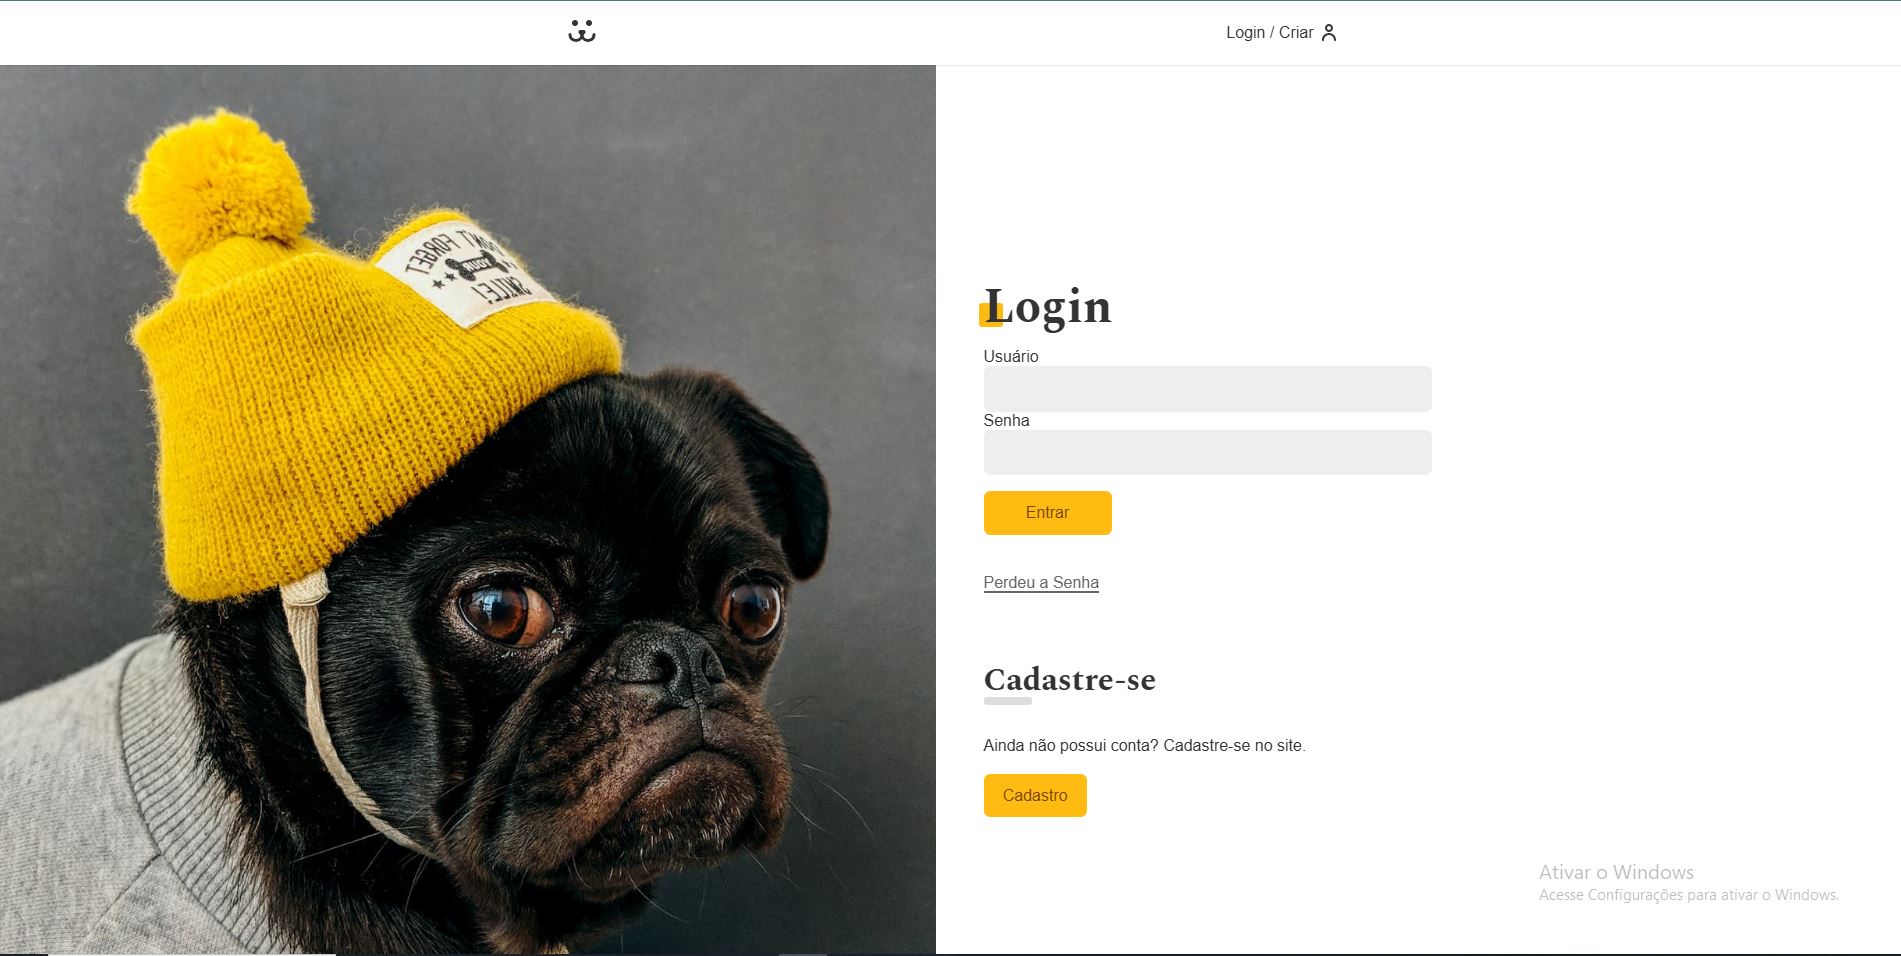 Login / Criar
DON'T FORGET
YOUR
SMILE!
Login
Usuário
Senha
Entrar
Perdeu a Senha
Cadastre-se
Ainda não possui conta? Cadastre-se no site.
Cadastro
Ativar o Windows
Acesse Configurações para ativar o Windows.